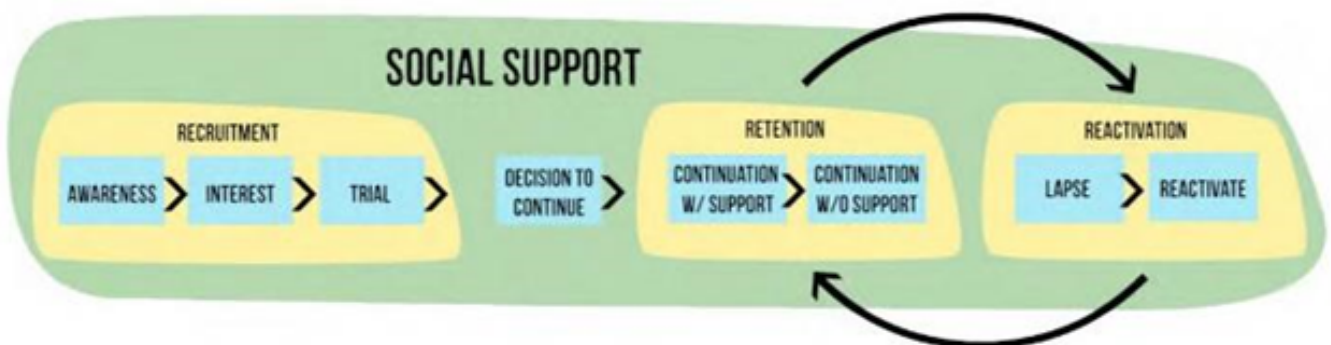 SOCIAL SUPPORT
RECRUITMENT
AWARENESS
INTEREST
TRIAL
DECISION TO
CONTINUE
RETENTION
CONTINUATION
W/ SUPPORT
CONTINUATION
W/O SUPPORT
REACTIVATION
LAPSE
REACTIVATE